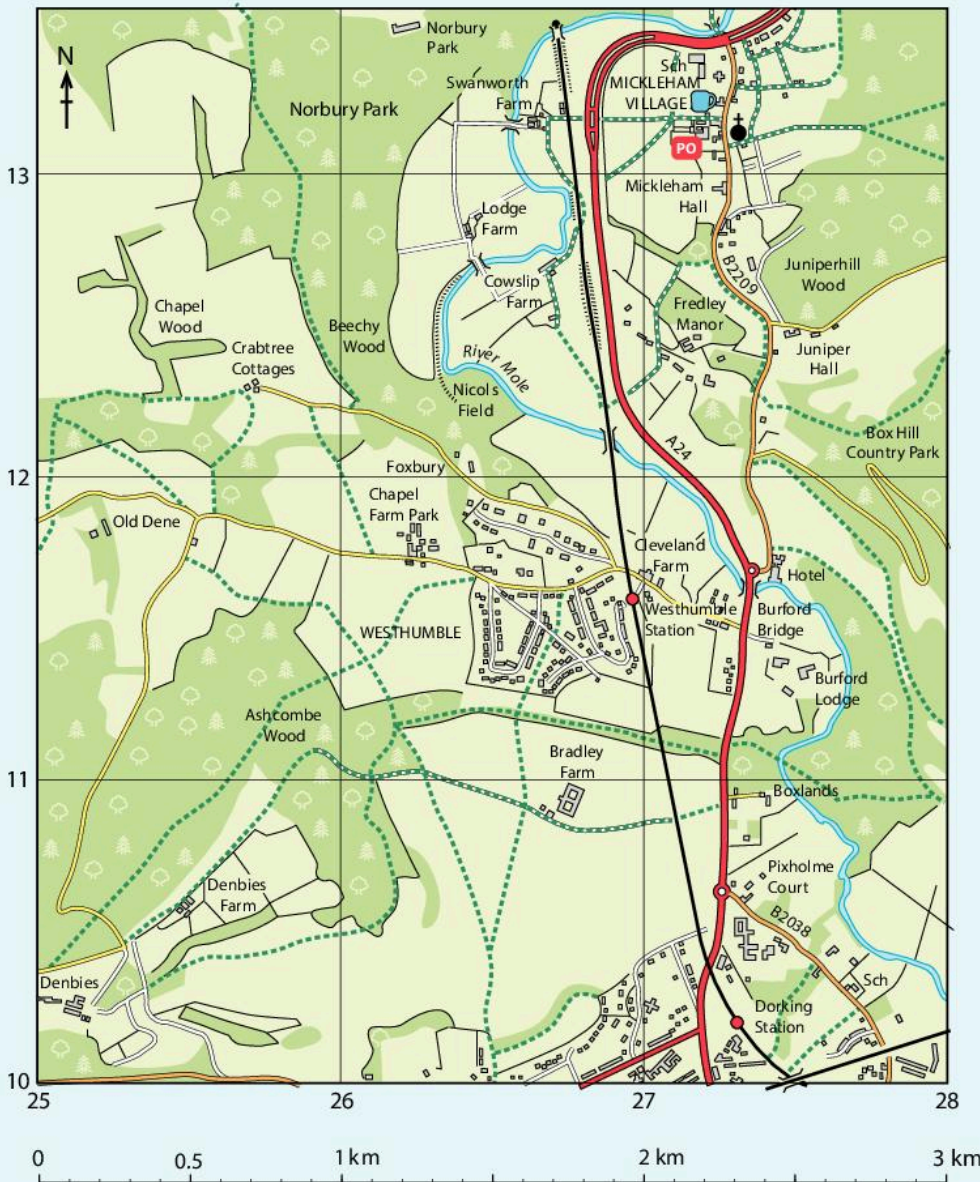 N
Norbury
Park
Norbury Park
Swanworth
Farm
Sch
MICKLEHAM
VILLAGE
PO
13
Mickleham
Hall
Lodge
Farm
B2209
Juniperhill
Wood
Cowslip
Farm
Chapel
Wood
Fredley
Manor
Beechy
Wood
Crabtree
Cottages
Juniper
Hall
River Mole
Nicols
Field
A24
Box Hill
Country Park
12
Foxbury
Chapel
Farm Park
Old Dene
Cleveland
Farm
Hotel
Westhumble
Station
Burford
Bridge
WESTHUMBLE
Burford
Lodge
Ashcombe
Wood
Bradley
Farm
11
Boxlands
Pixholme
Court
Denbies
Farm
B2038
Denbies
Sch
Dorking
Station
10
25
26
27
28
0
0.5
1 km
2 km
3 km